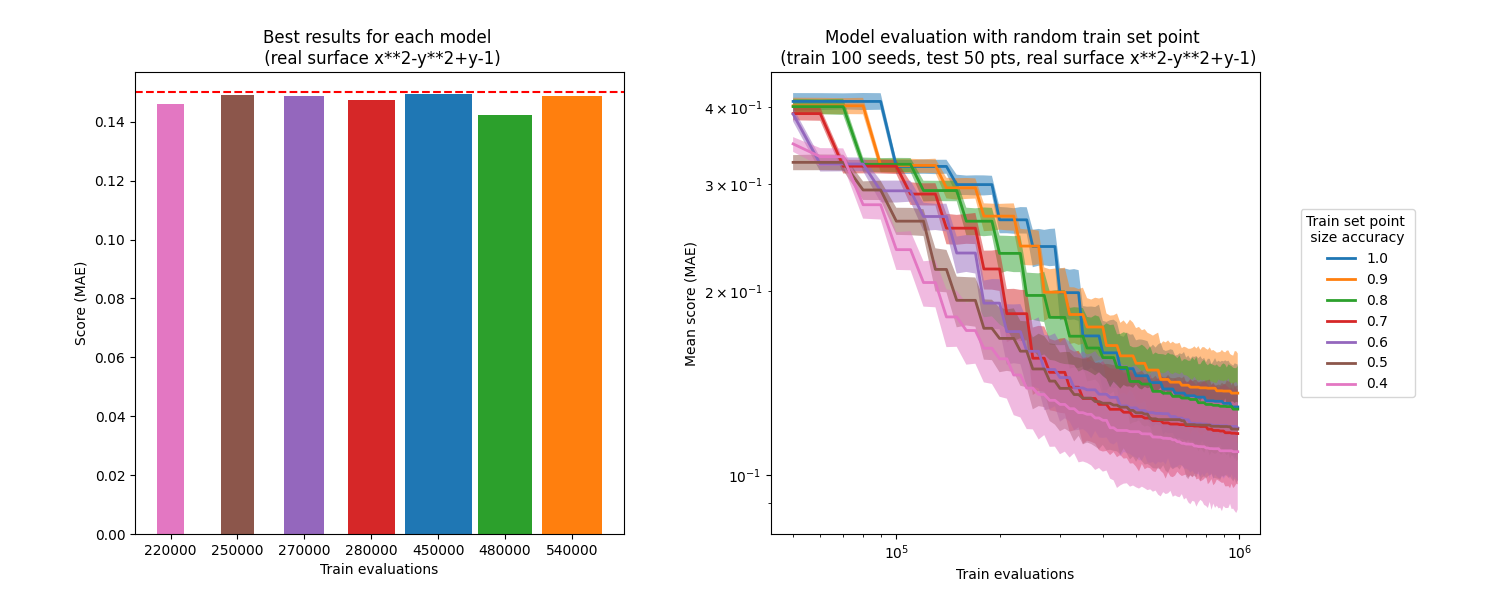 Best results for each model
(real surface x**2-y**2+y-1)
Score (MAE)
0.14
0.12
0.10
0.08
0.06
0.04
0.02
0.00
220000 250000 270000 280000 450000 480000 540000
Train evaluations
Model evaluation with random train set point
(train 100 seeds, test 50 pts, real surface x**2-y**2+y-1)
Mean score (MAE)
4 × 10⁻¹
3 × 10⁻¹
2 × 10⁻¹
10⁻¹
10⁵ 10⁶
Train evaluations
Train set point
size accuracy
1.0
0.9
0.8
0.7
0.6
0.5
0.4